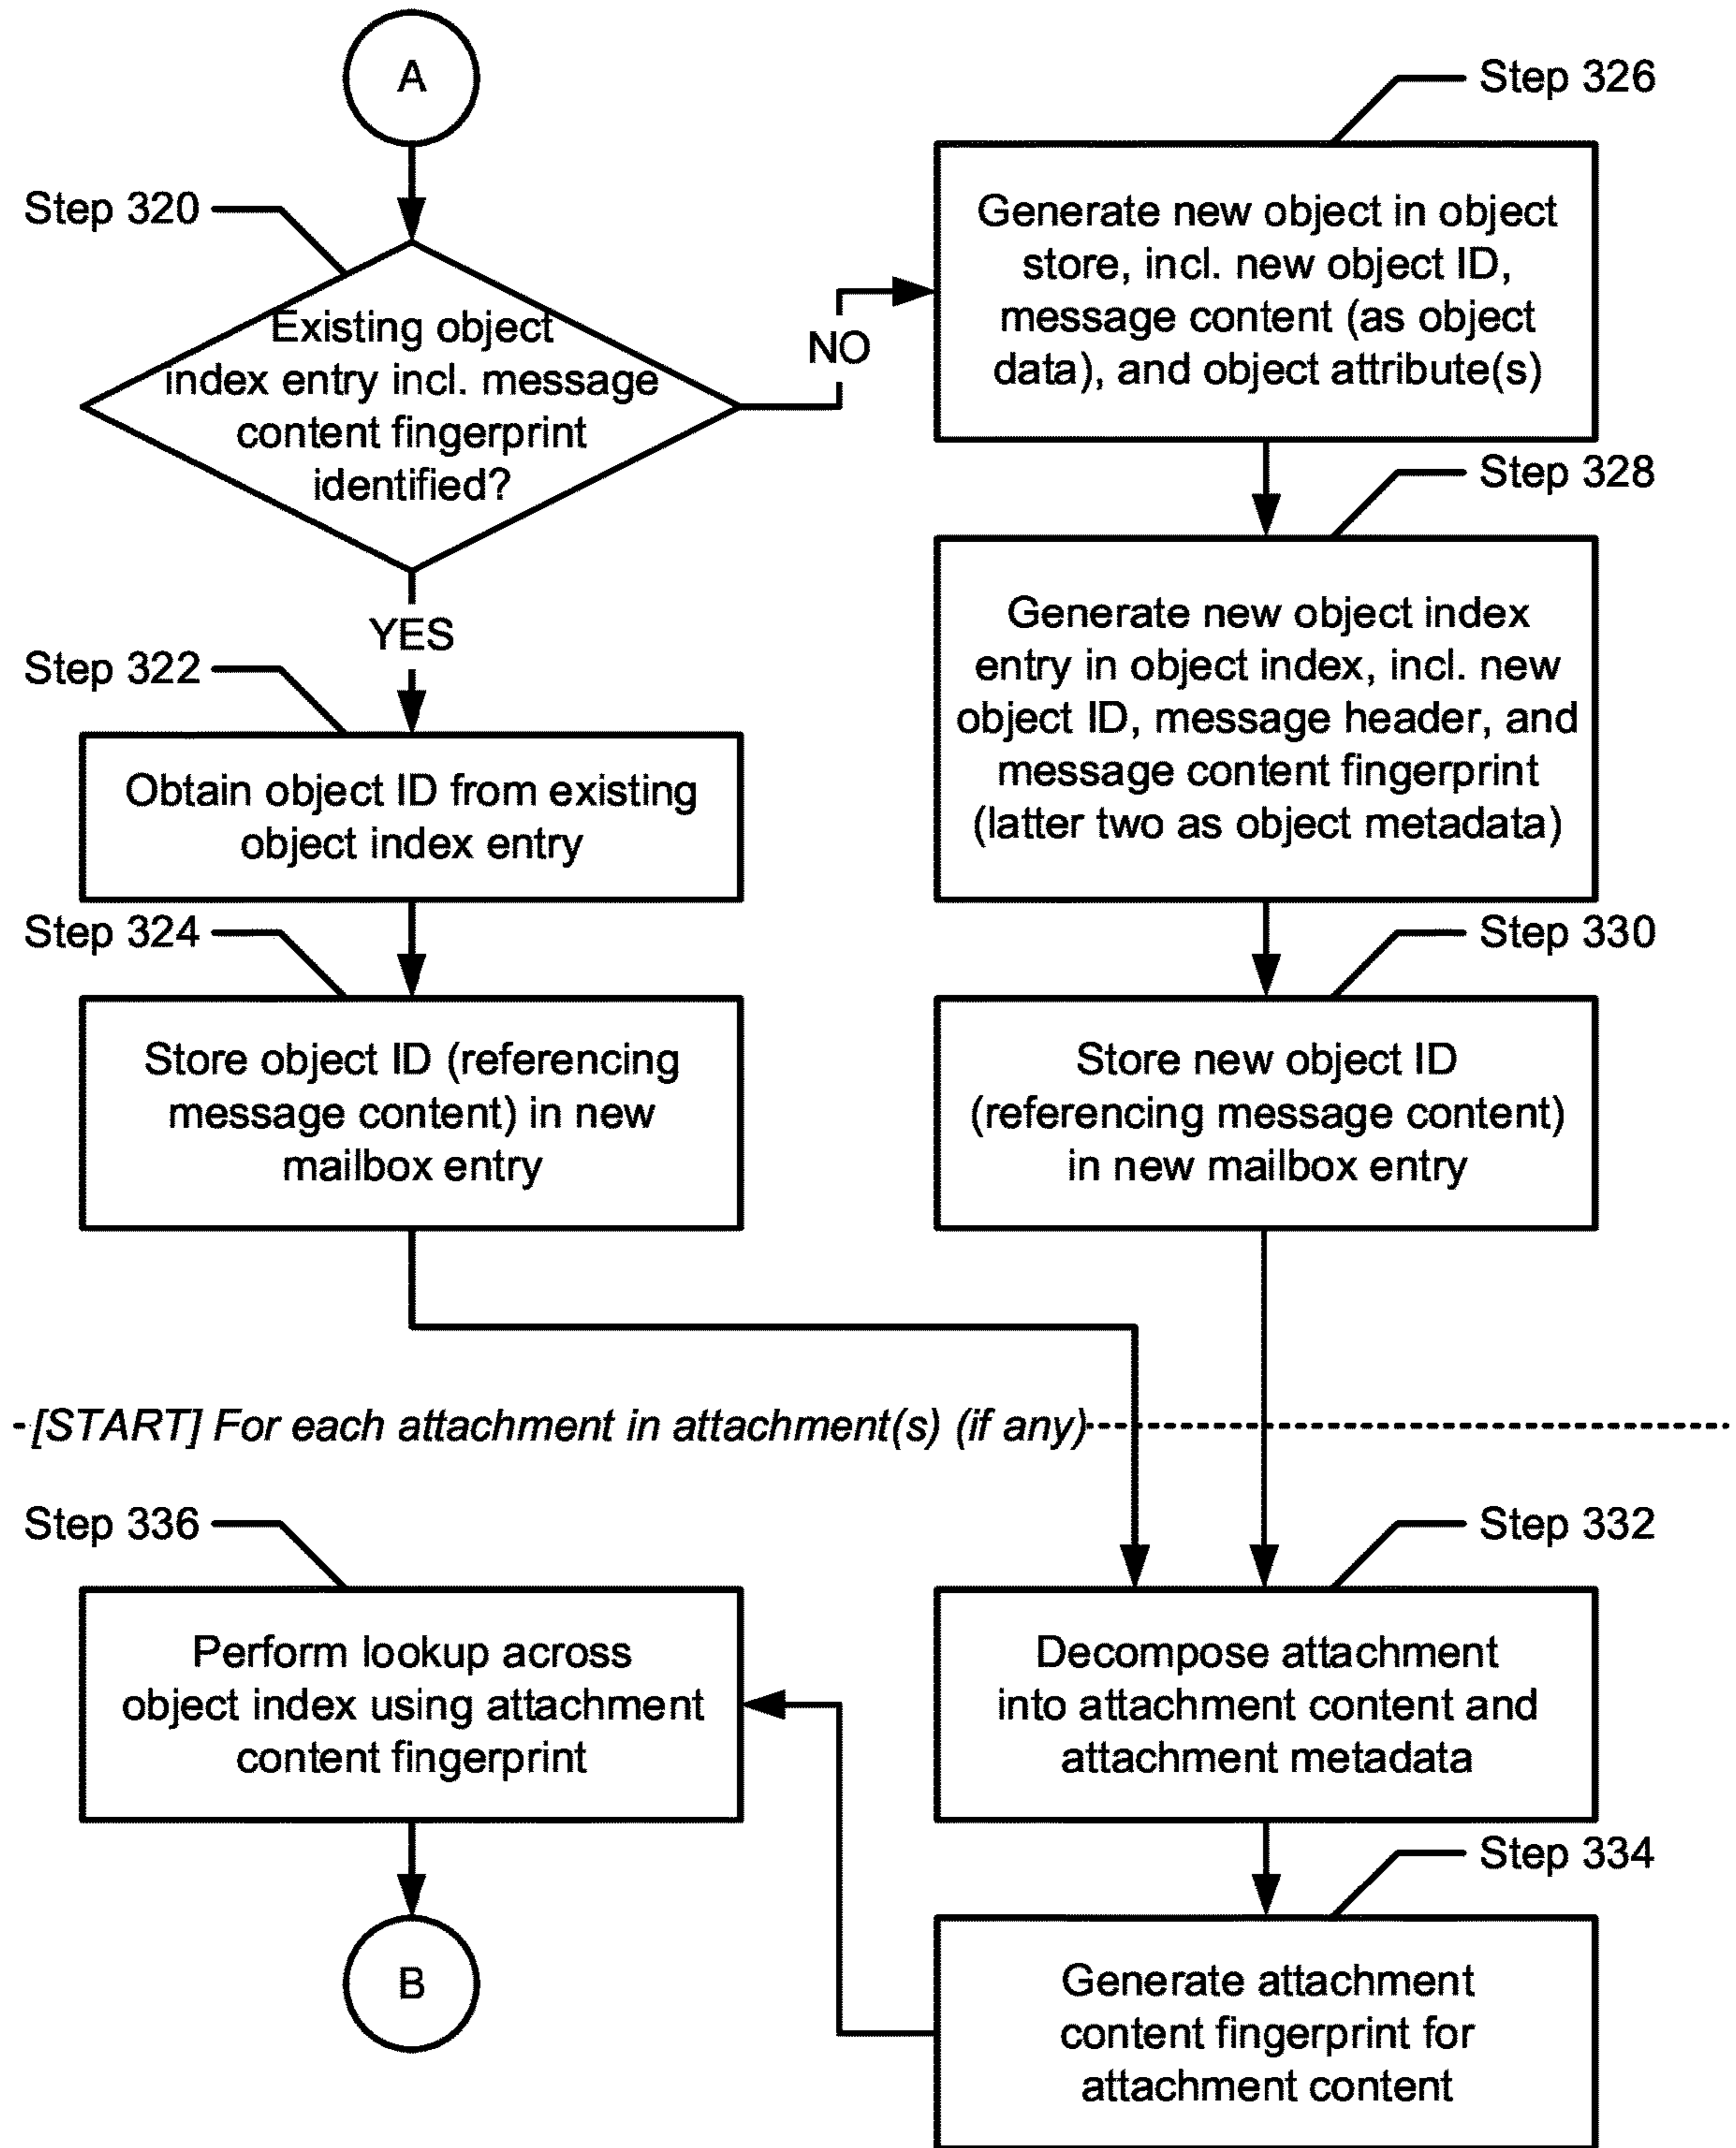 A
Step 320
Existing object
index entry incl. message
content fingerprint
identified?
NO
YES
Step 322
Obtain object ID from existing
object index entry
Step 324
Store object ID (referencing
message content) in new
mailbox entry
Step 326
Generate new object in object
store, incl. new object ID,
message content (as object
data), and object attribute(s)
Step 328
Generate new object index
entry in object index, incl. new
object ID, message header, and
message content fingerprint
(latter two as object metadata)
Step 330
Store new object ID
(referencing message content)
in new mailbox entry
[START] For each attachment in attachment(s) (if any)
Step 332
Decompose attachment
into attachment content and
attachment metadata
Step 334
Generate attachment
content fingerprint for
attachment content
Step 336
Perform lookup across
object index using attachment
content fingerprint
B